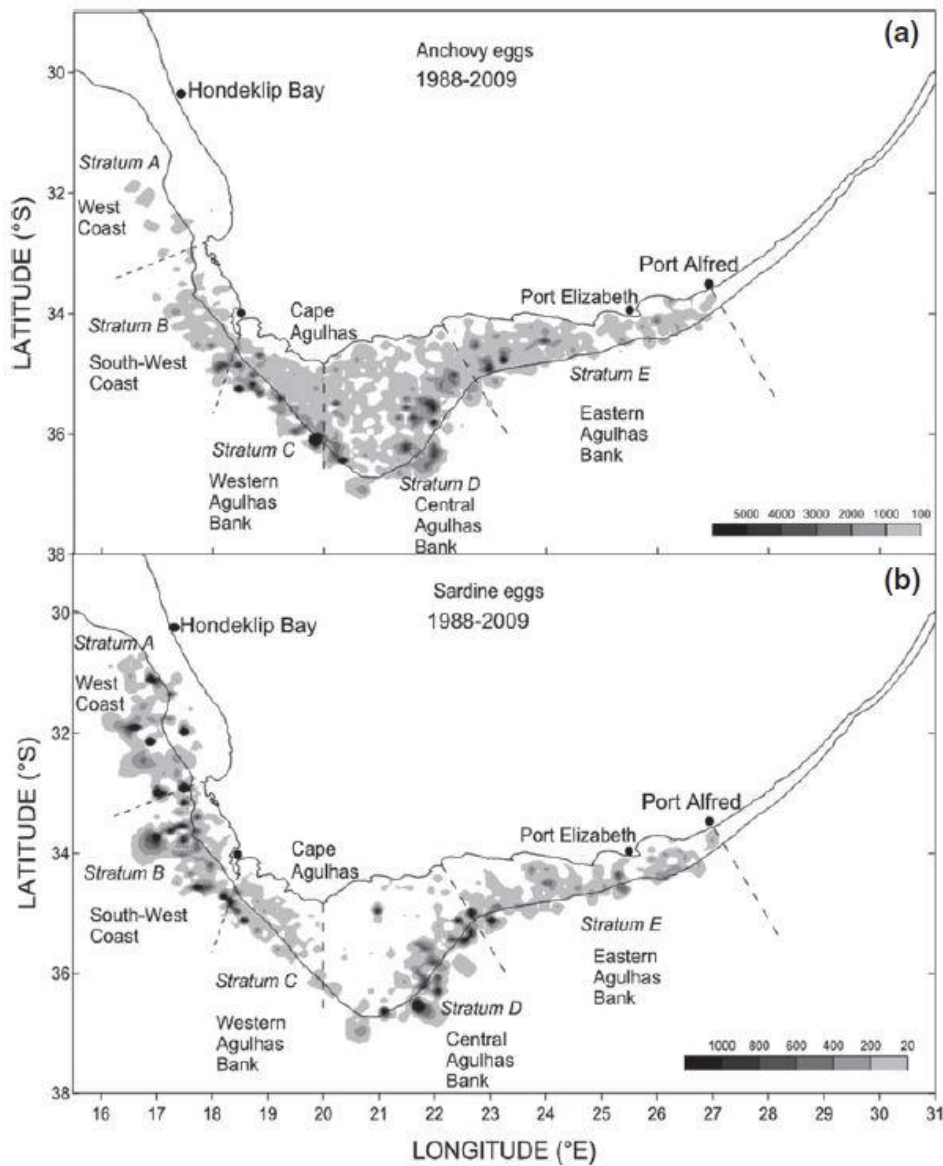 (a)
Anchovy eggs
1988-2009
30
Hondeklip Bay
Stratum A
32
West
Coast
Port Alfred
34
Stratum B
Cape
Agulhas
Port Elizabeth
South-West
Coast
Stratum E
36
Stratum C
Eastern
Agulhas
Bank
Western
Agulhas
Bank
Stratum D
Central
Agulhas
Bank
5000 4000 3000 2000 1000 100
38
LATITUDE (°S)
(b)
Sardine eggs
1988-2009
30
Hondeklip Bay
Stratum A
West
Coast
32
Port Alfred
34
Stratum B
Cape
Agulhas
Port Elizabeth
South-West
Coast
Stratum E
36
Stratum C
Eastern
Agulhas
Bank
Western
Agulhas
Bank
Stratum D
Central
Agulhas
Bank
1000 800 600 400 200 20
38
LATITUDE (°S)
16 17 18 19 20 21 22 23 24 25 26 27 28 29 30 31
LONGITUDE (°E)